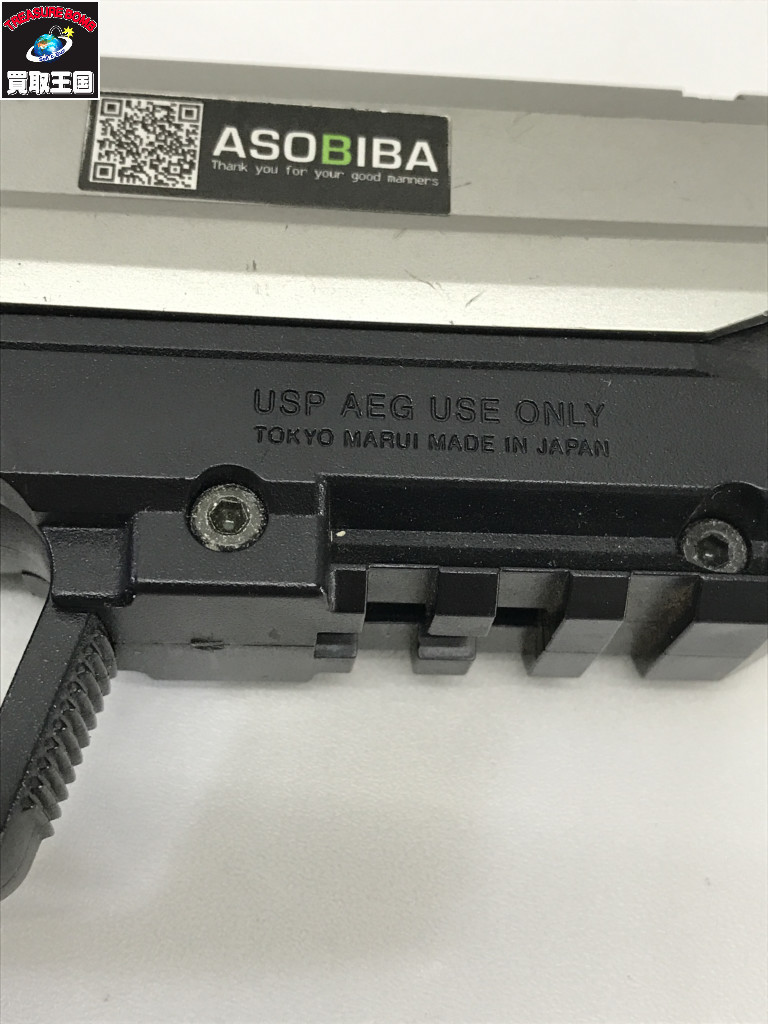 TREASURE BOMB
買取王国
ASOBIBA
Thank you for your good manners
USP AEG USE ONLY
TOKYO MARUI MADE IN JAPAN